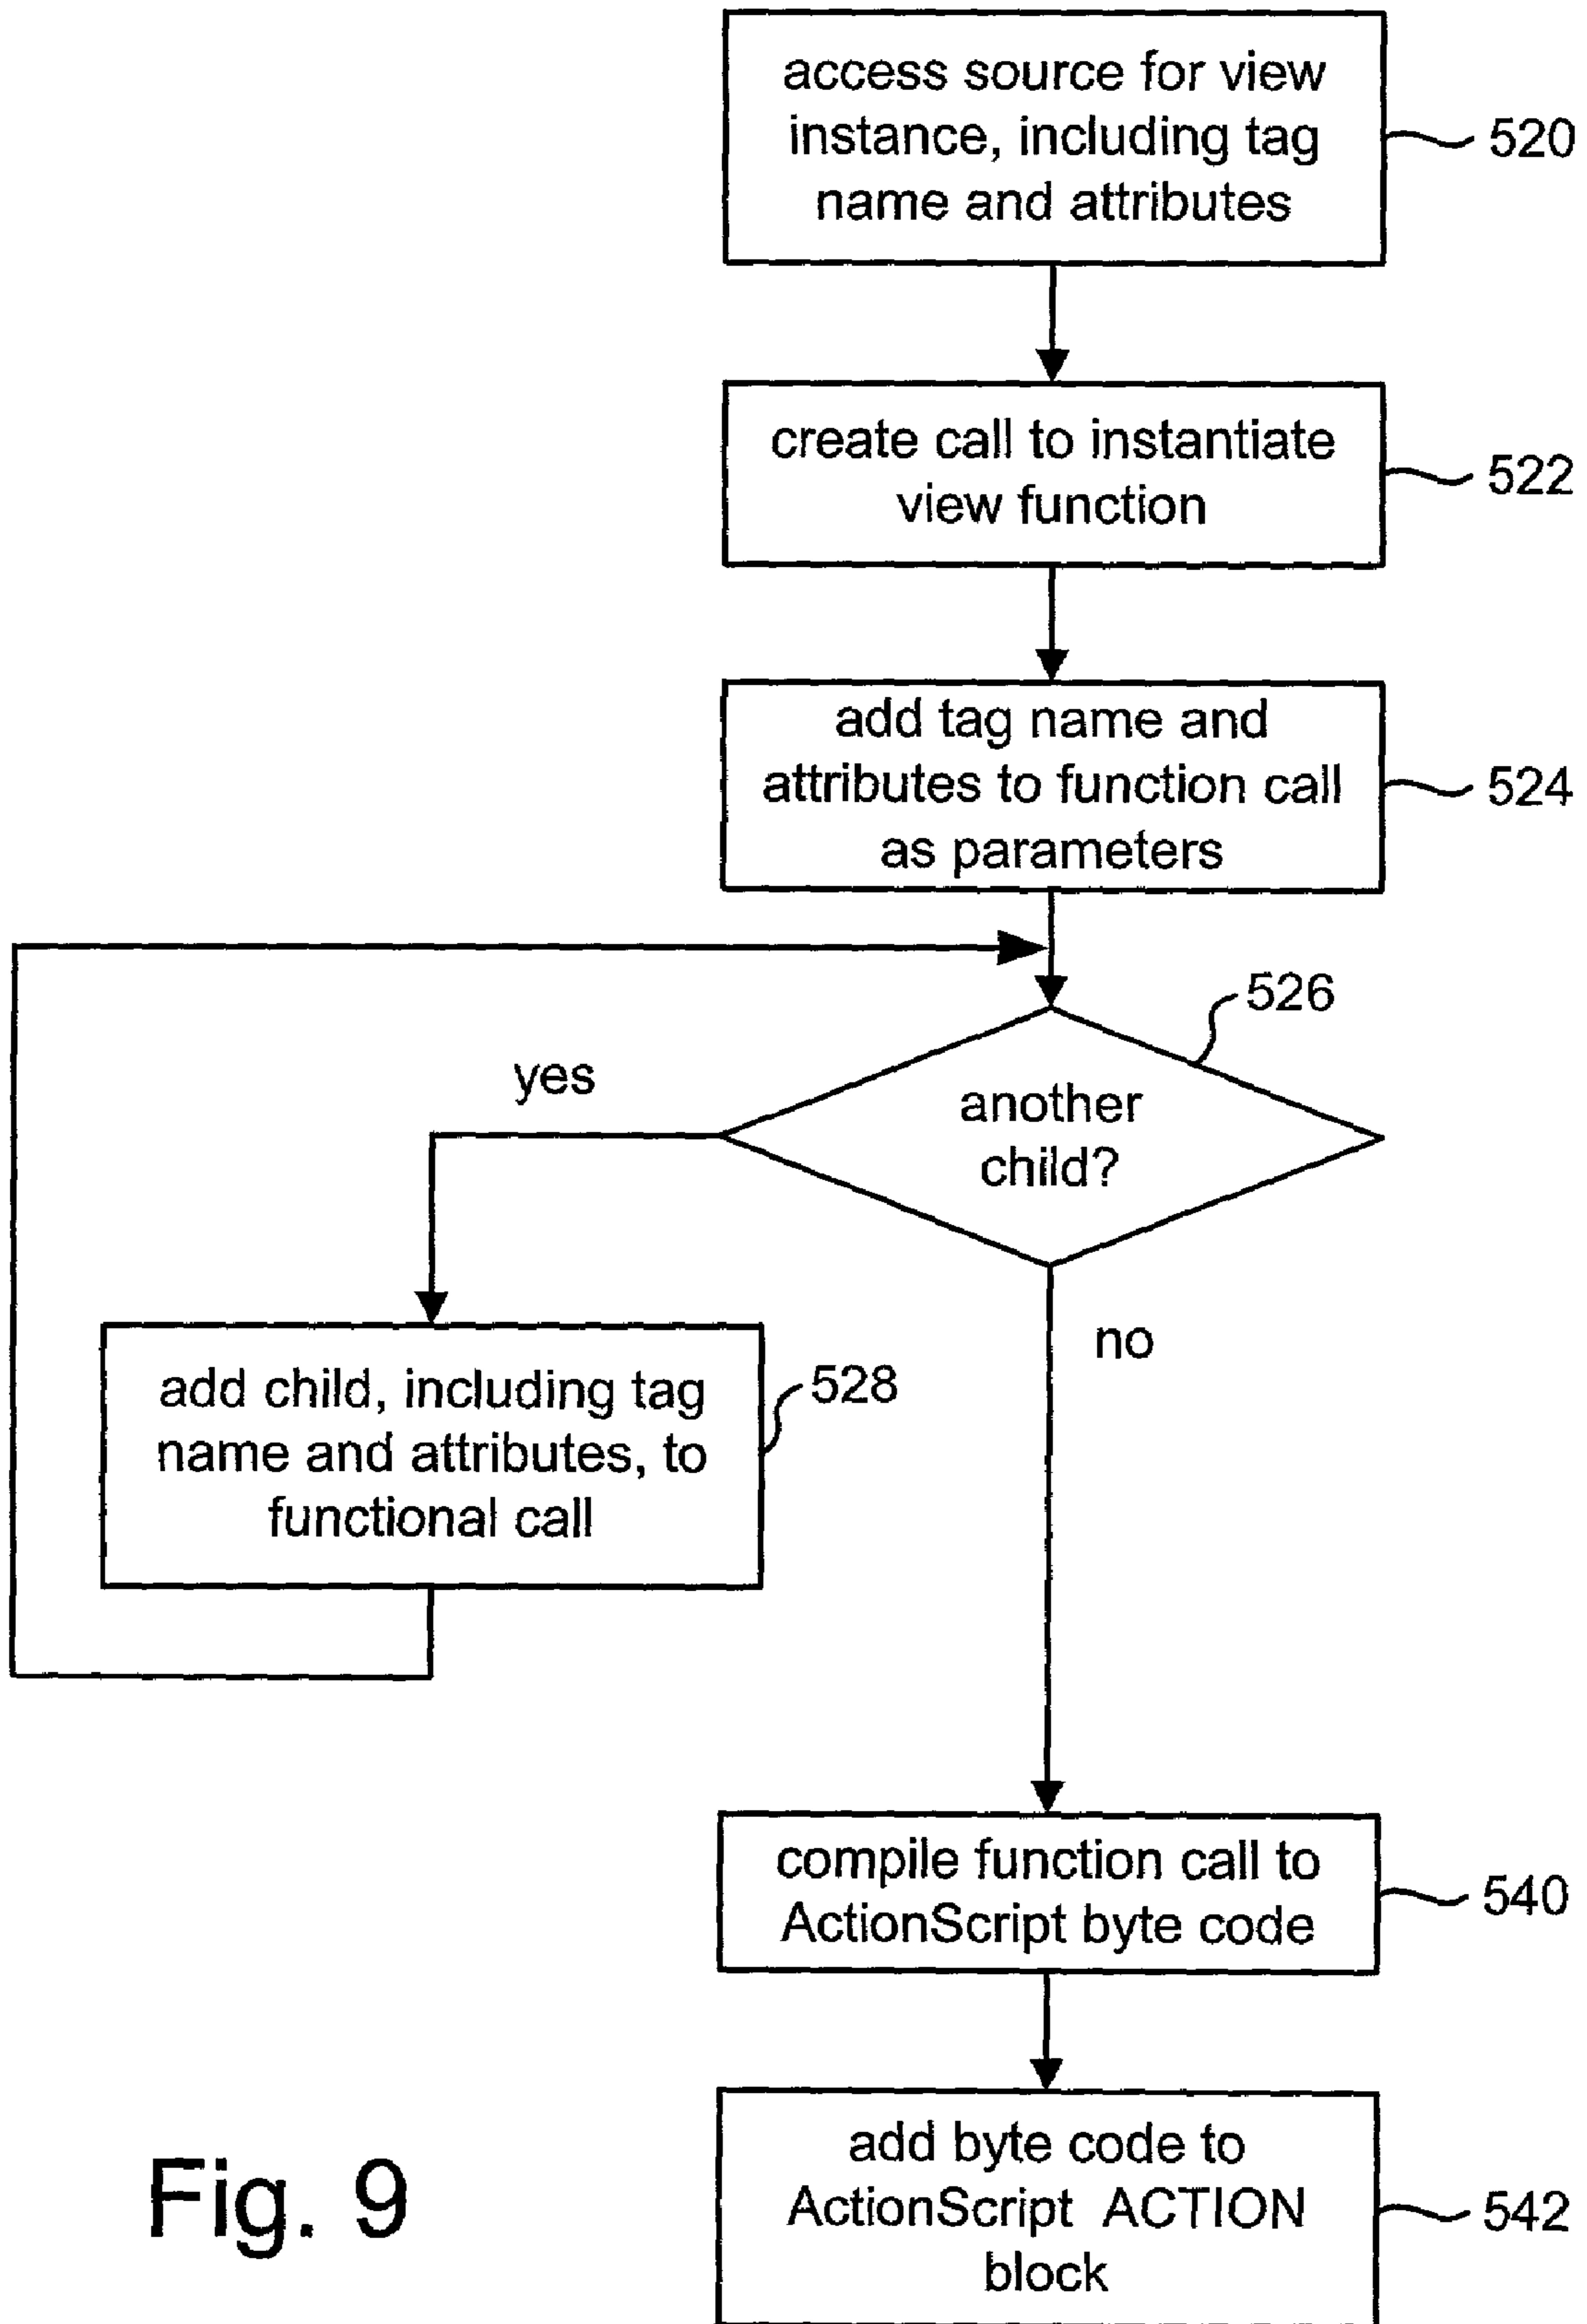 access source for view
instance, including tag
name and attributes
520
create call to instantiate
view function
522
add tag name and
attributes to function call
as parameters
524
526
another
child?
yes
no
add child, including tag
name and attributes, to
functional call
528
compile function call to
ActionScript byte code
540
add byte code to
ActionScript ACTION
block
542
Fig. 9